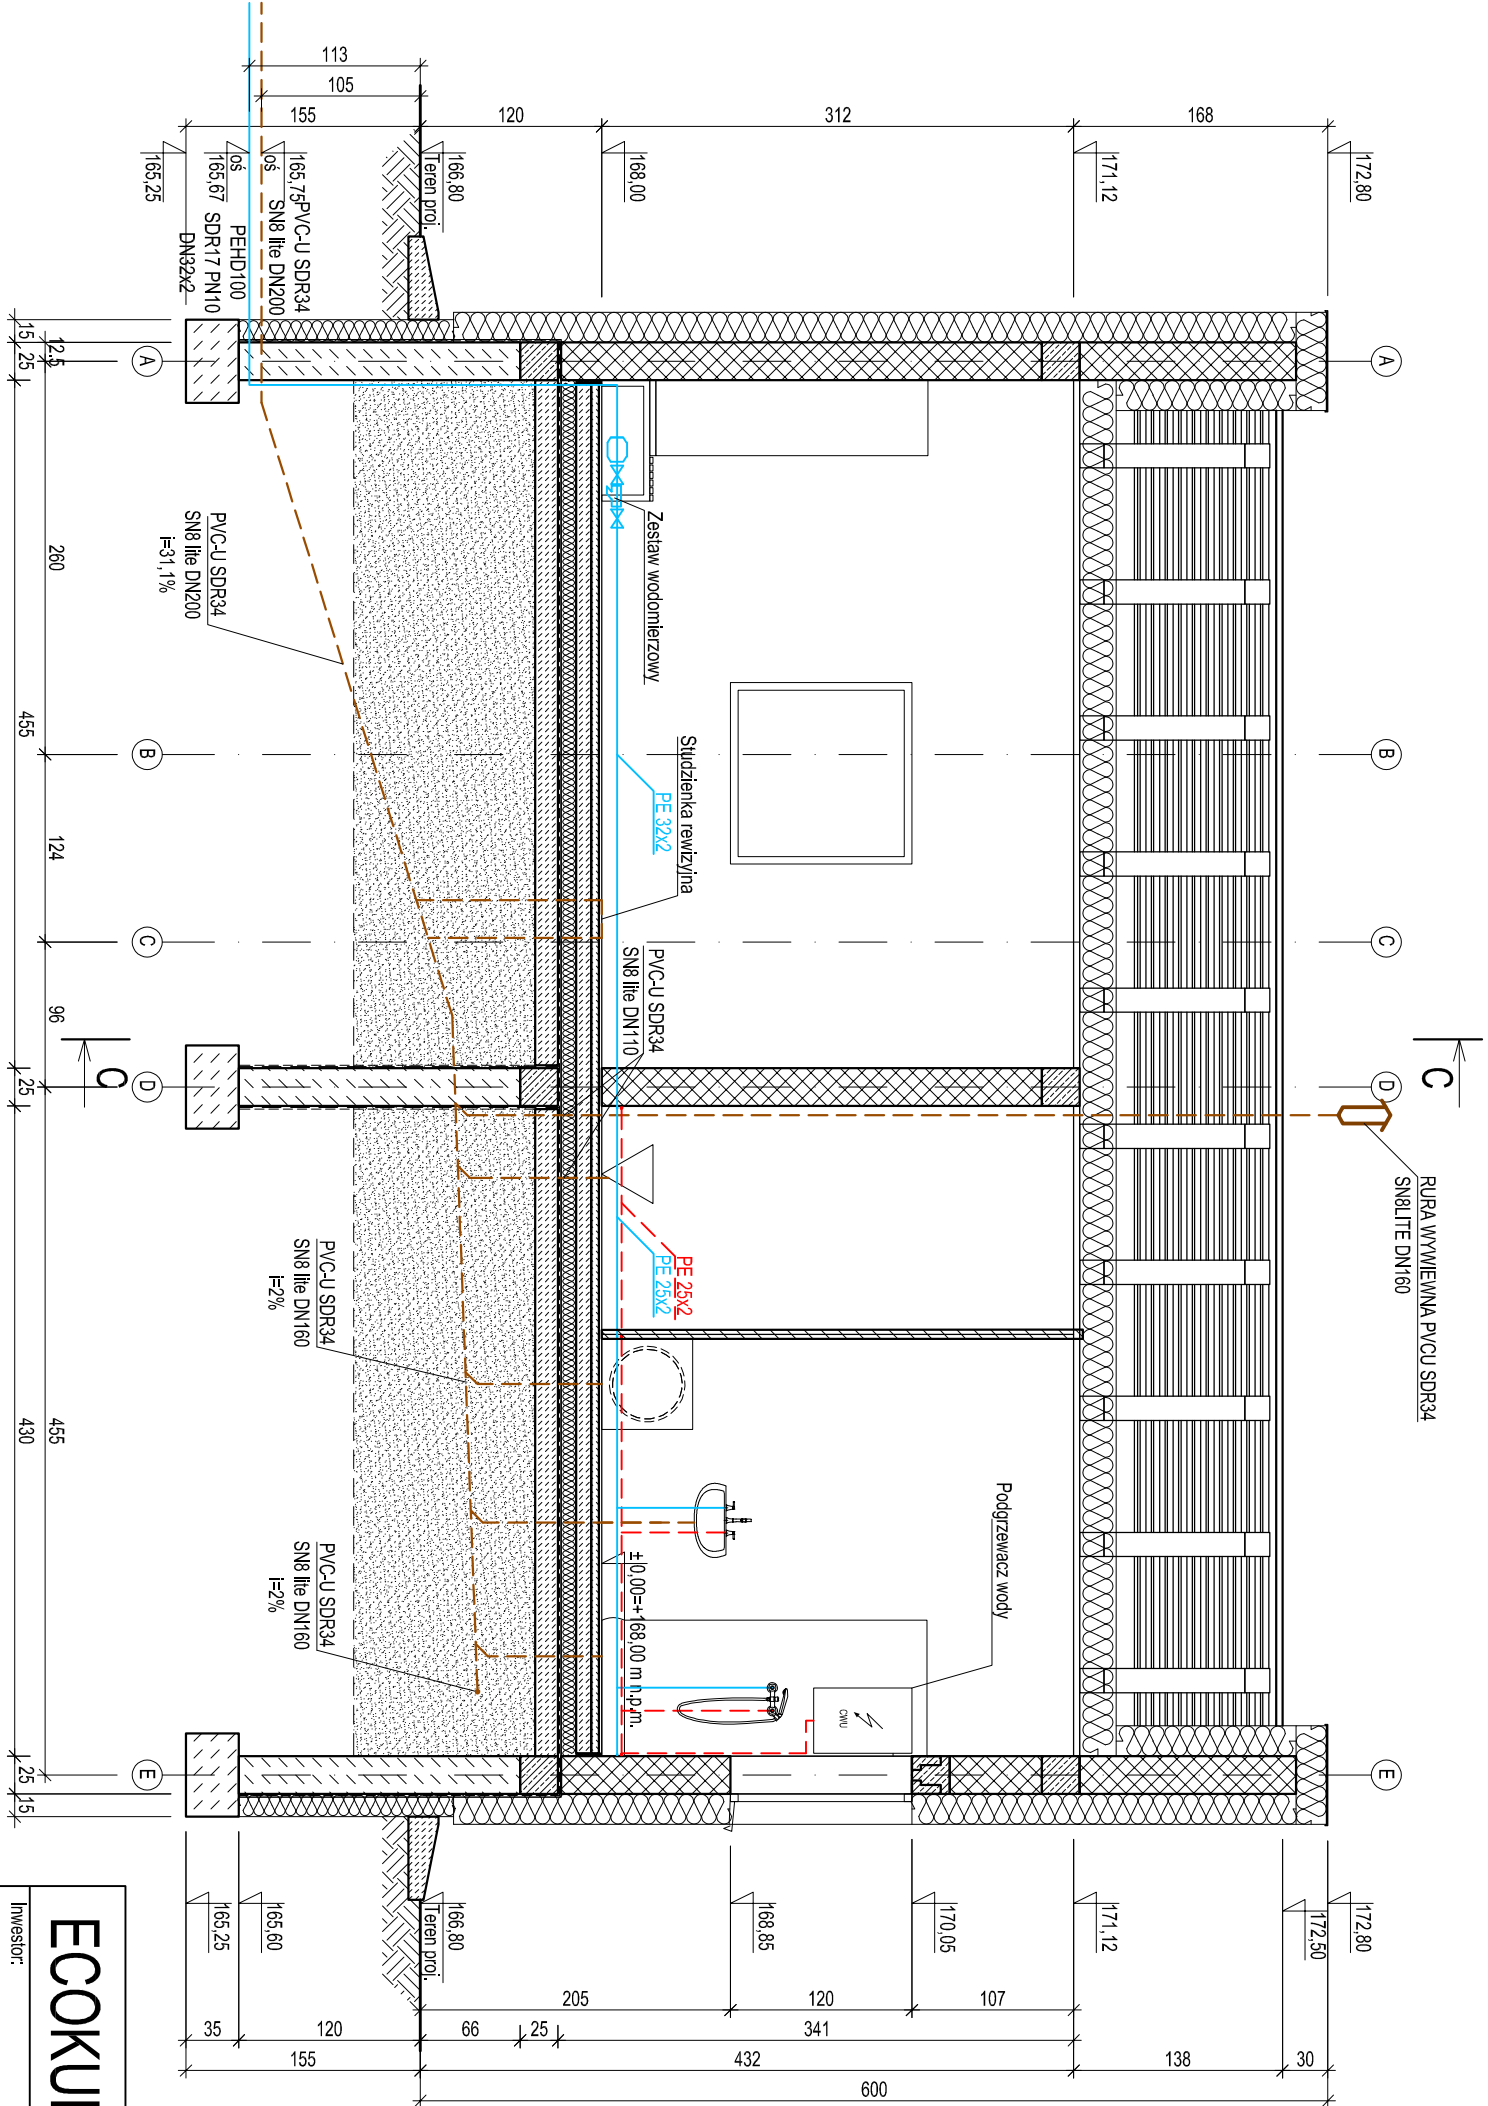 172,80
171,12
168,00
166,80
Teren proj.
165,75
oś
oś
165,67
165,25
168
312
120
155
105
113
PVC-U SDR34
SN8 lite DN200
PEHD100
SDR17 PN10
DN32x2
A
B
C
D
E
A
B
C
D
E
C
C
RURA WYWIEWNA PVCU SDR34
SN8LITE DN160
Zestaw wodomierzowy
Studzienka rewizyjna
PE 32x2
PVC-U SDR34
SN8 lite DN110
PE 25x2
PE 25x2
Podgrzewacz wody
CWU
±0,00=+168,00 m n.p.m.
PVC-U SDR34
SN8 lite DN200
i=31,1%
PVC-U SDR34
SN8 lite DN160
i=2%
PVC-U SDR34
SN8 lite DN160
i=2%
12,5
260
124
96
455
15
25
455
25
430
25
15
172,80
172,50
171,12
170,05
168,85
166,80
Teren proj.
165,60
165,25
107
120
205
341
25
66
120
35
30
138
432
155
600
Inwestor: